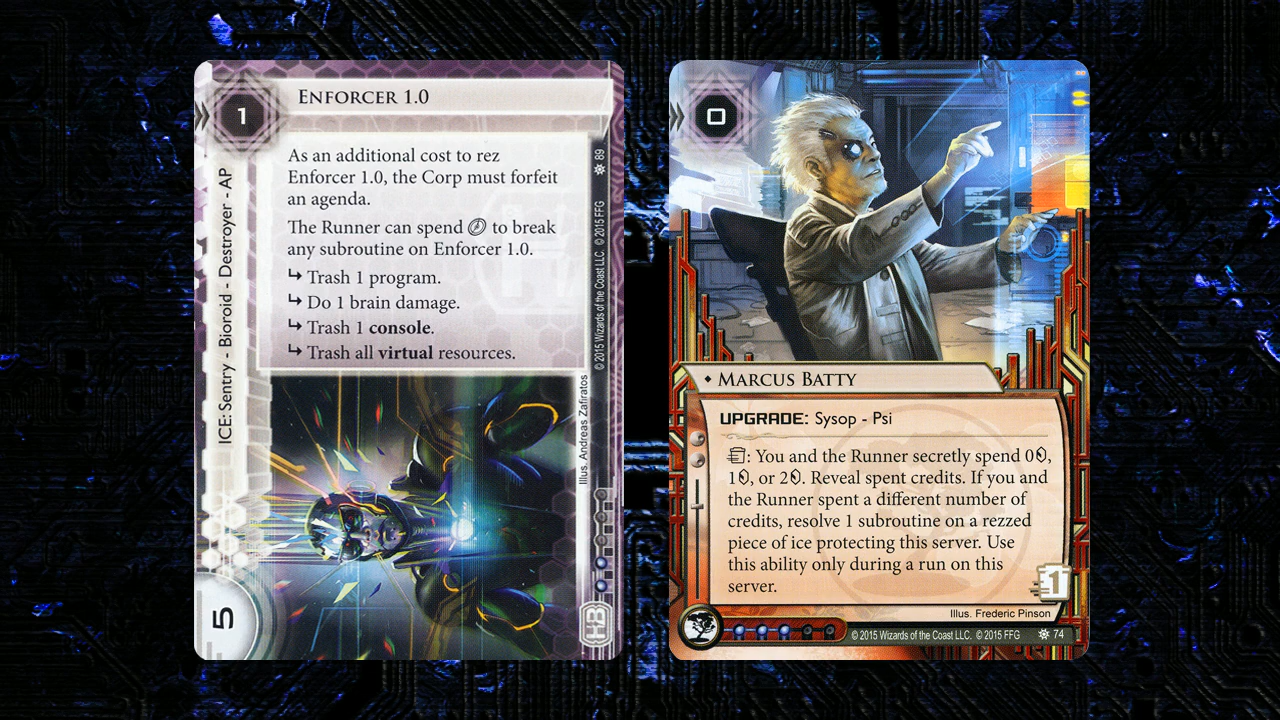 1
ENFORCER 1.0
As an additional cost to rez
Enforcer 1.0, the Corp must forfeit
an agenda.
The Runner can spend to break
any subroutine on Enforcer 1.0.
Trash 1 program.
Do 1 brain damage.
Trash 1 console.
Trash all virtual resources.
ICE: Sentry - Bioroid - Destroyer - AP
89
© 2015 Wizards of the Coast LLC. © 2015 FFG
Illus. Andreas Zafiratos
5
HB
0
MARCUS BATTY
UPGRADE: Sysop - Psi
: You and the Runner secretly spend 0,
1, or 2. Reveal spent credits. If you and
the Runner spent a different number of
credits, resolve 1 subroutine on a rezzed
piece of ice protecting this server. Use
this ability only during a run on this
server.
1
Illus. Frederic Pinson
© 2015 Wizards of the Coast LLC. © 2015 FFG 74